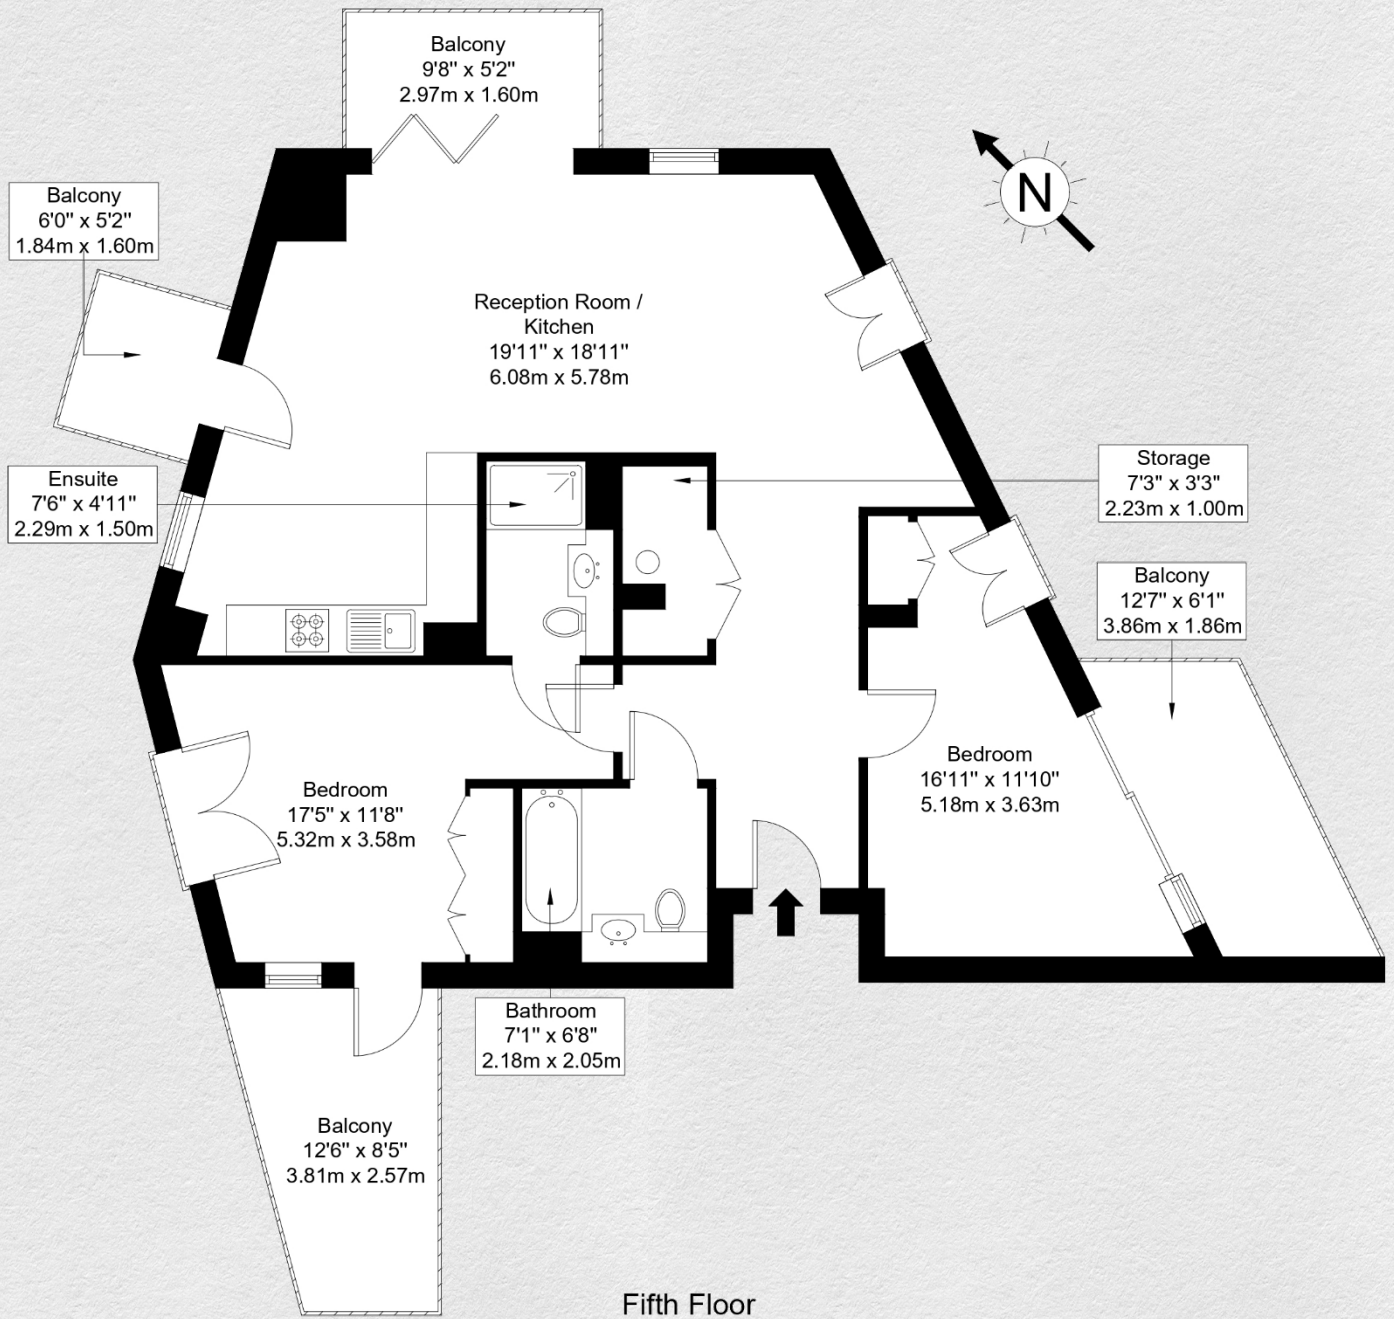 Balcony
9'8" x 5'2"
2.97m x 1.60m
Balcony
6'0" x 5'2"
1.84m x 1.60m
N
Reception Room /
Kitchen
19'11" x 18'11"
6.08m x 5.78m
Ensuite
7'6" x 4'11"
2.29m x 1.50m
Storage
7'3" x 3'3"
2.23m x 1.00m
Balcony
12'7" x 6'1"
3.86m x 1.86m
Bedroom
17'5" x 11'8"
5.32m x 3.58m
Bedroom
16'11" x 11'10"
5.18m x 3.63m
Bathroom
7'1" x 6'8"
2.18m x 2.05m
Balcony
12'6" x 8'5"
3.81m x 2.57m
Fifth Floor